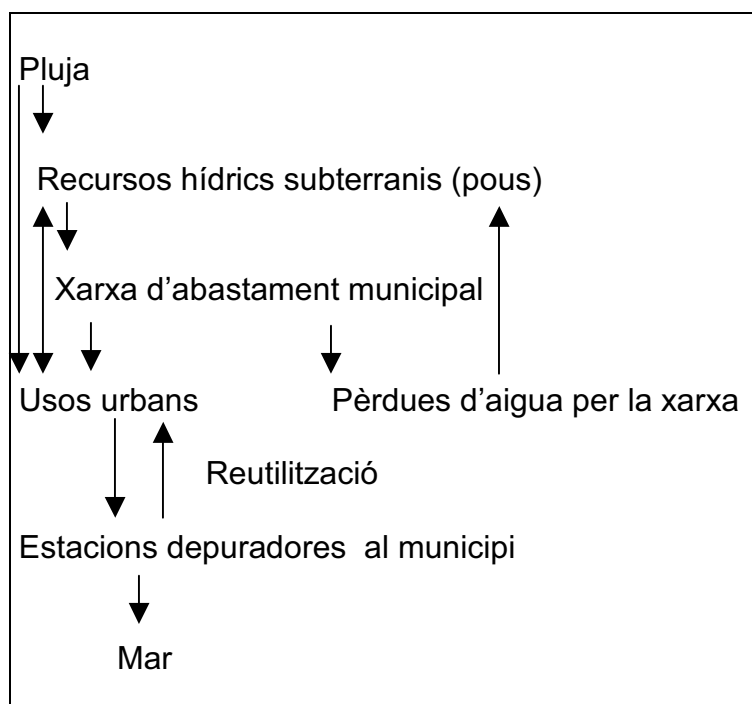 Pluja
Recursos hídrics subterranis (pous)
Xarxa d'abastament municipal
Usos urbans
Pèrdues d'aigua per la xarxa
Reutilització
Estacions depuradores al municipi
Mar